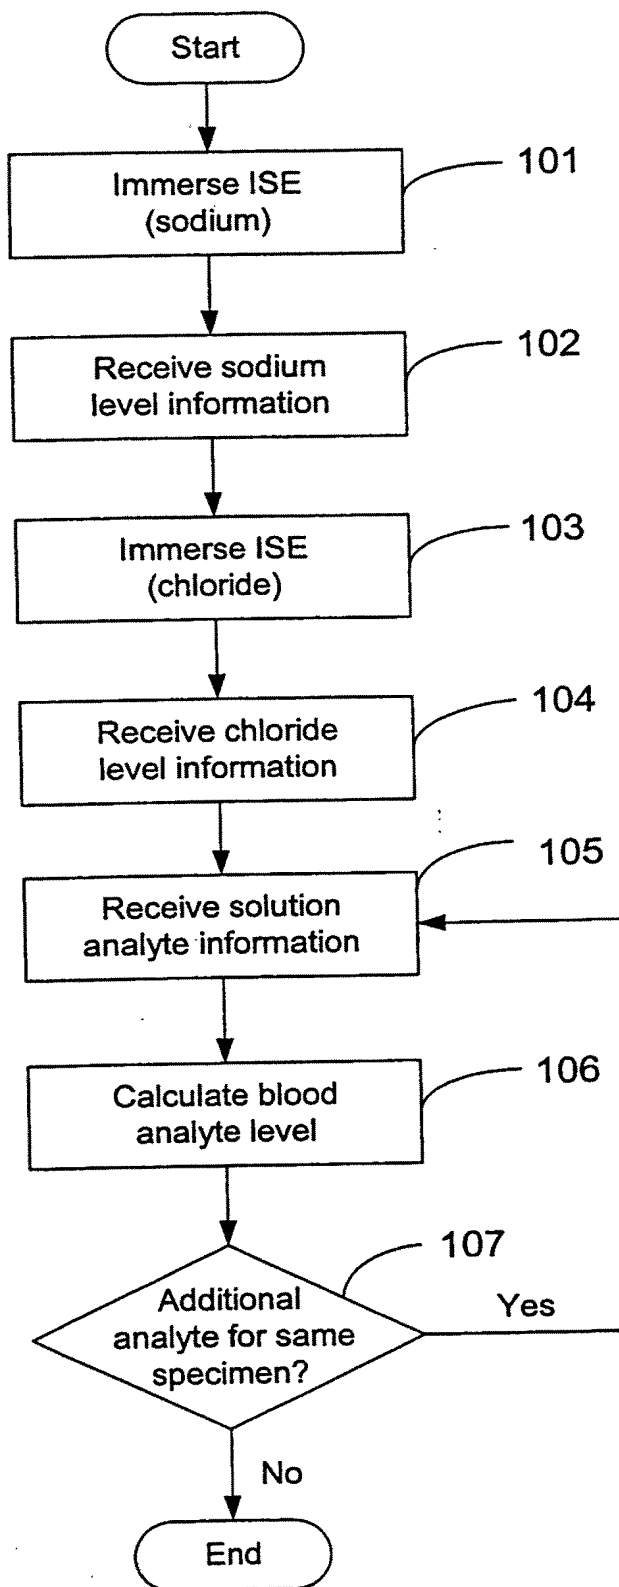 Start
Immerse ISE
(sodium)
101
Receive sodium
level information
102
Immerse ISE
(chloride)
103
Receive chloride
level information
104
Receive solution
analyte information
105
Calculate blood
analyte level
106
Additional
analyte for same
specimen?
107
Yes
No
End